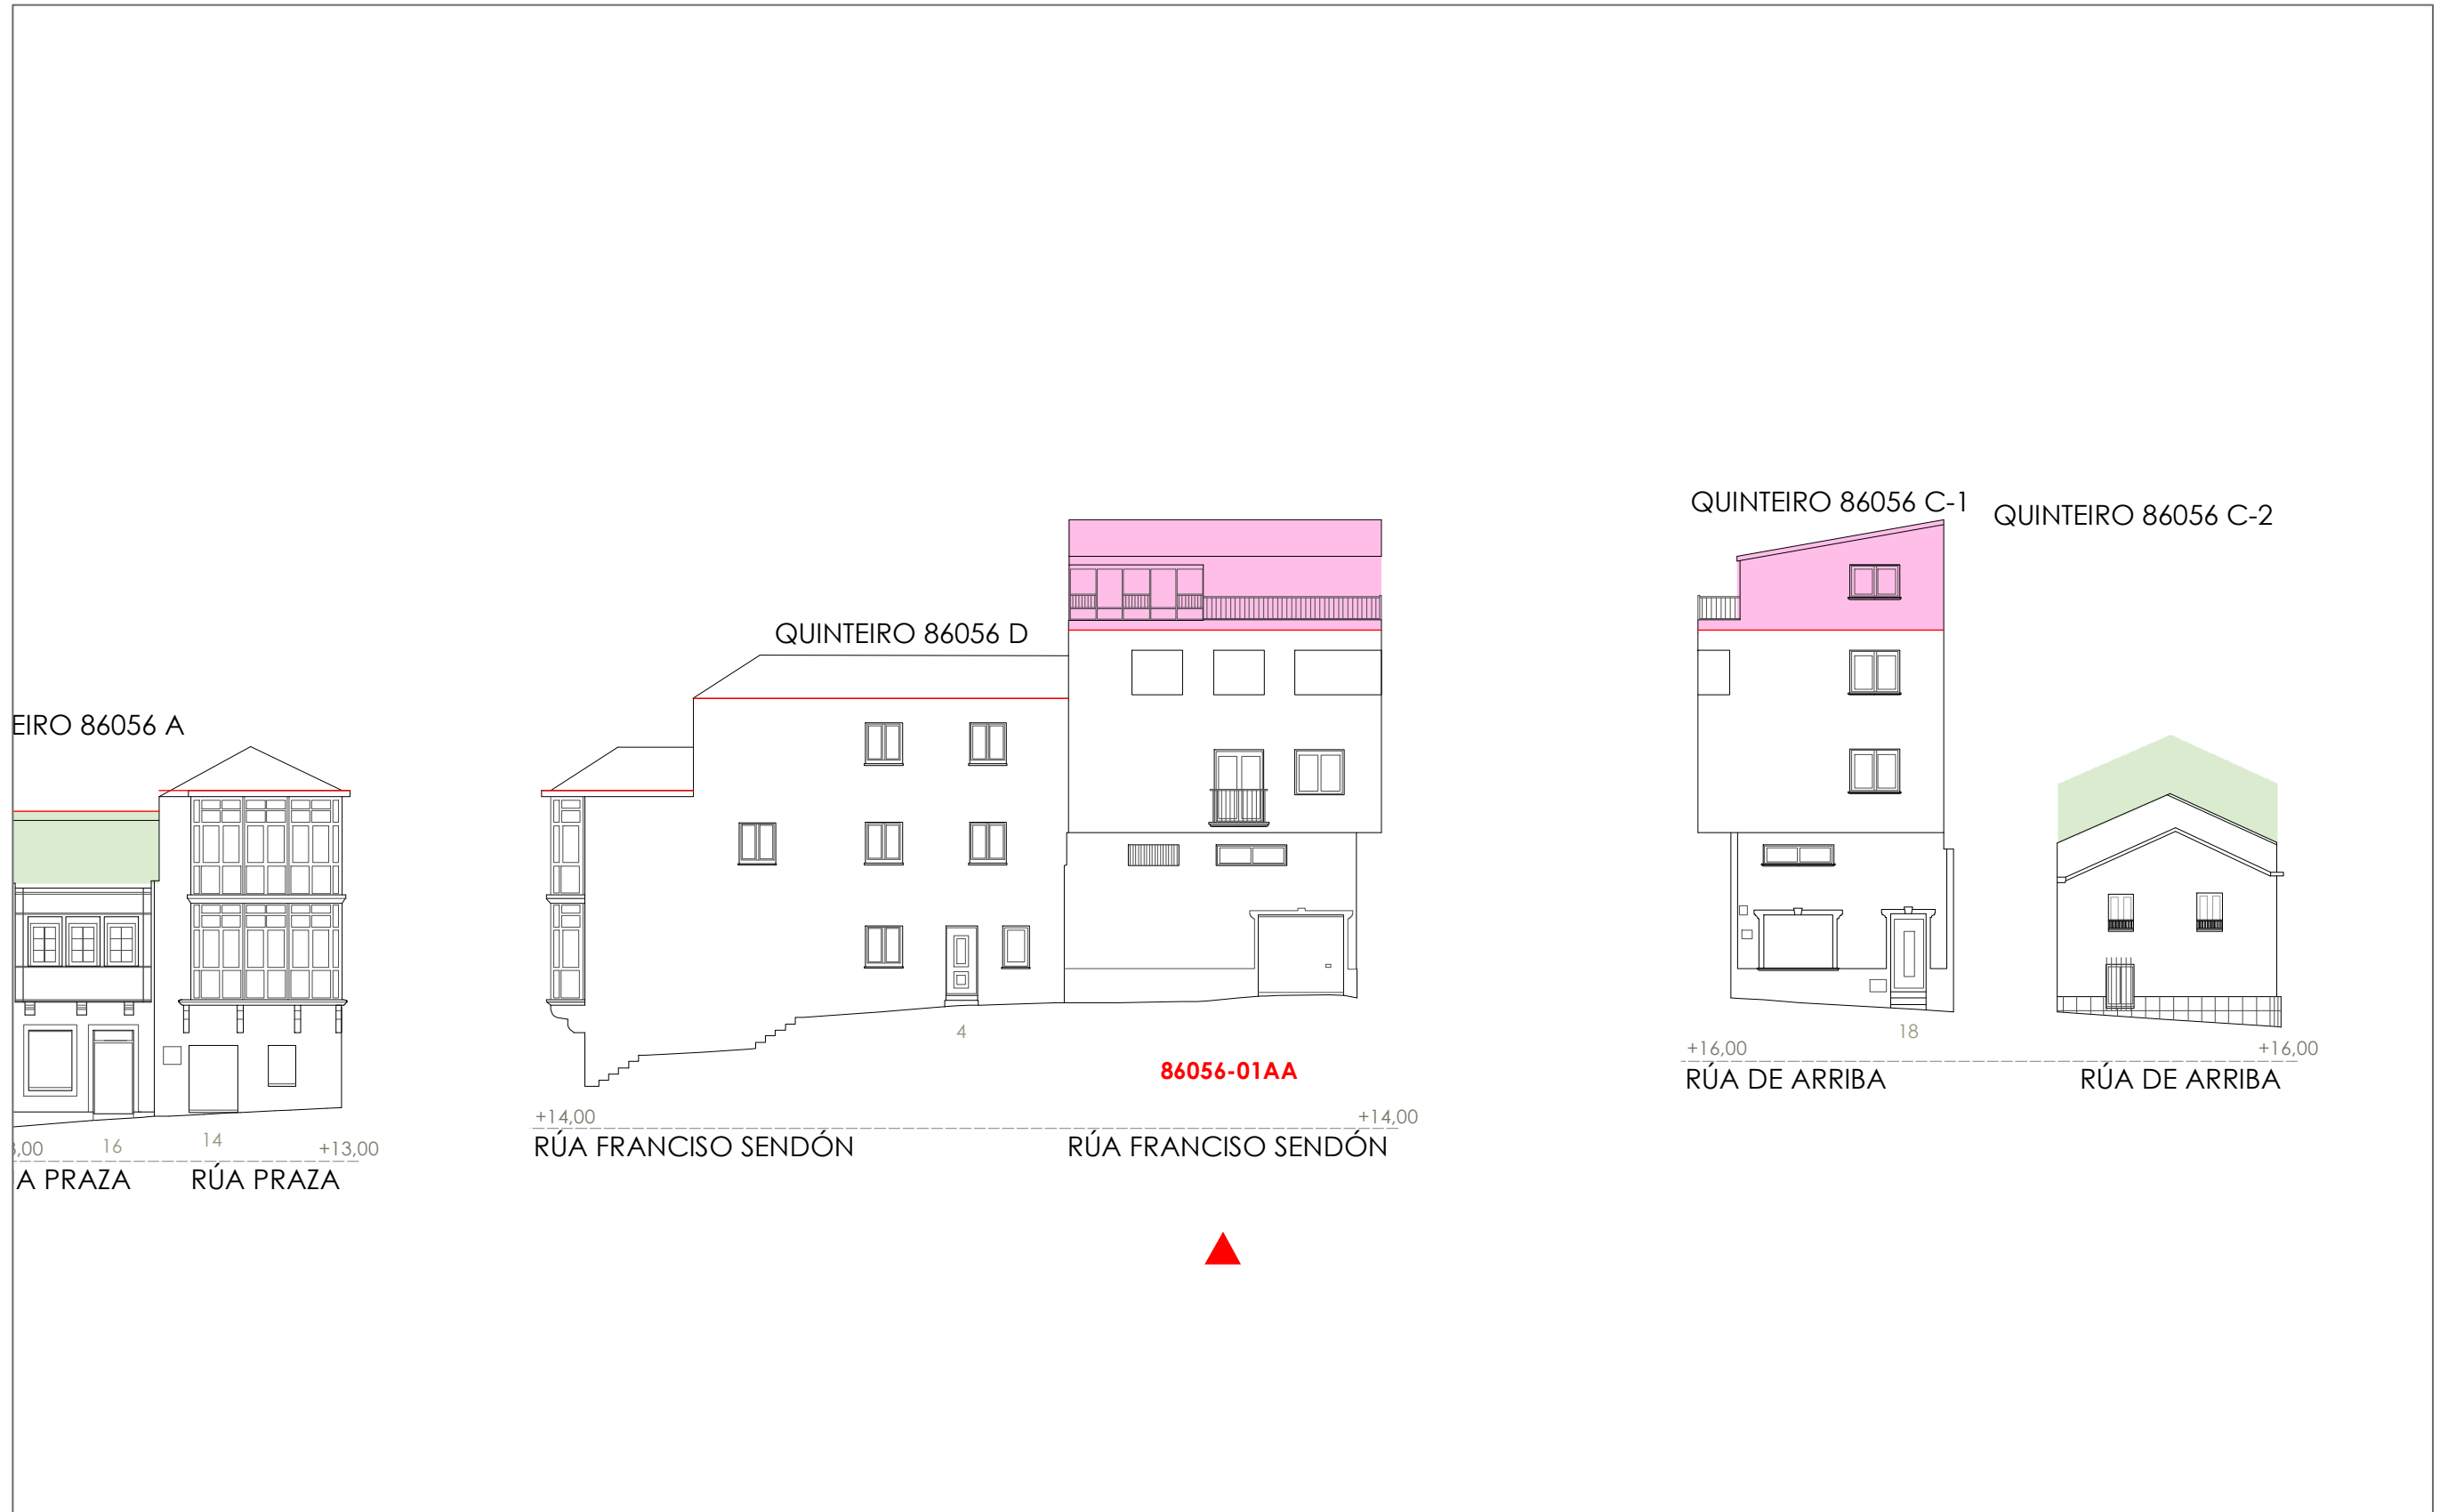 QUINTEIRO 86056 C-1
QUINTEIRO 86056 C-2
QUINTEIRO 86056 D
EIRO 86056 A
4
18
+16,00
+16,00
86056-01AA
RÚA DE ARRIBA
RÚA DE ARRIBA
+14,00
+14,00
RÚA FRANCISO SENDÓN
RÚA FRANCISO SENDÓN
,00
16
14
+13,00
A PRAZA
RÚA PRAZA